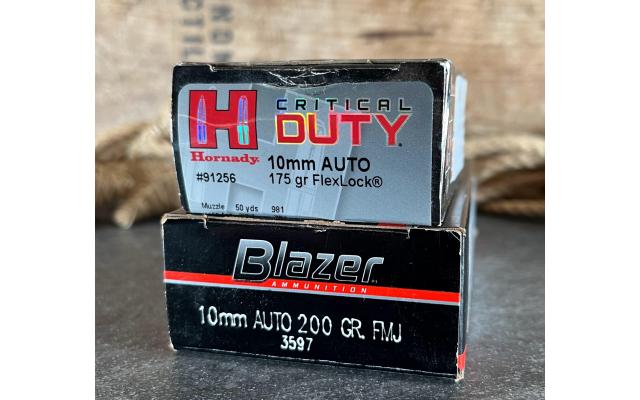 CRITICAL
DUTY®
H
Hornady®
10mm AUTO
#91256
175 gr FlexLock®
Muzzle 50 yds 981
Blazer
AMMUNITION
10mm AUTO 200 GR. FMJ
3597